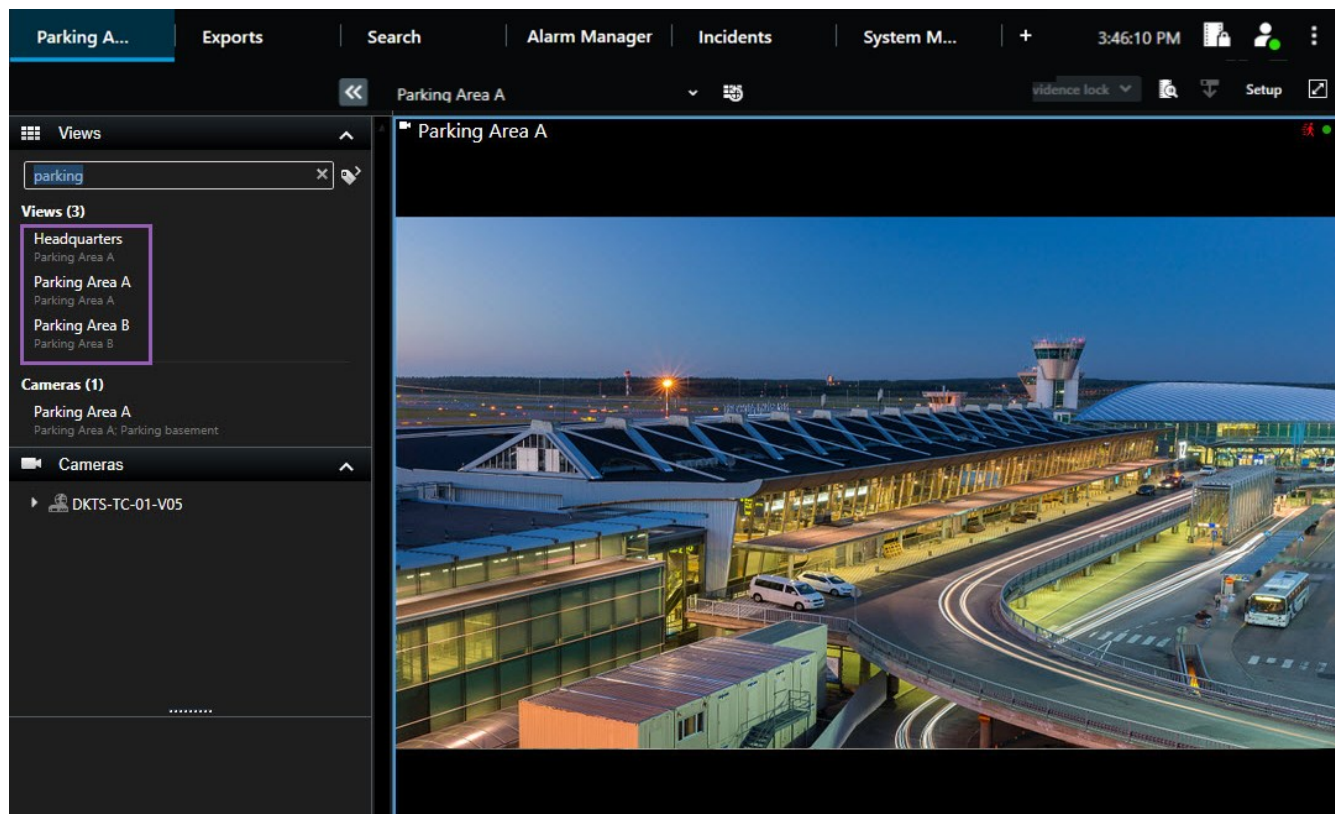 Parking A... Exports Search Alarm Manager Incidents System M... + 3:46:10 PM
Parking Area A
vidence lock
Setup
Views
parking
Views (3)
Headquarters
Parking Area A
Parking Area A
Parking Area A
Parking Area B
Parking Area B
Cameras (1)
Parking Area A
Parking Area A; Parking basement
Cameras
DKTS-TC-01-V05
Parking Area A